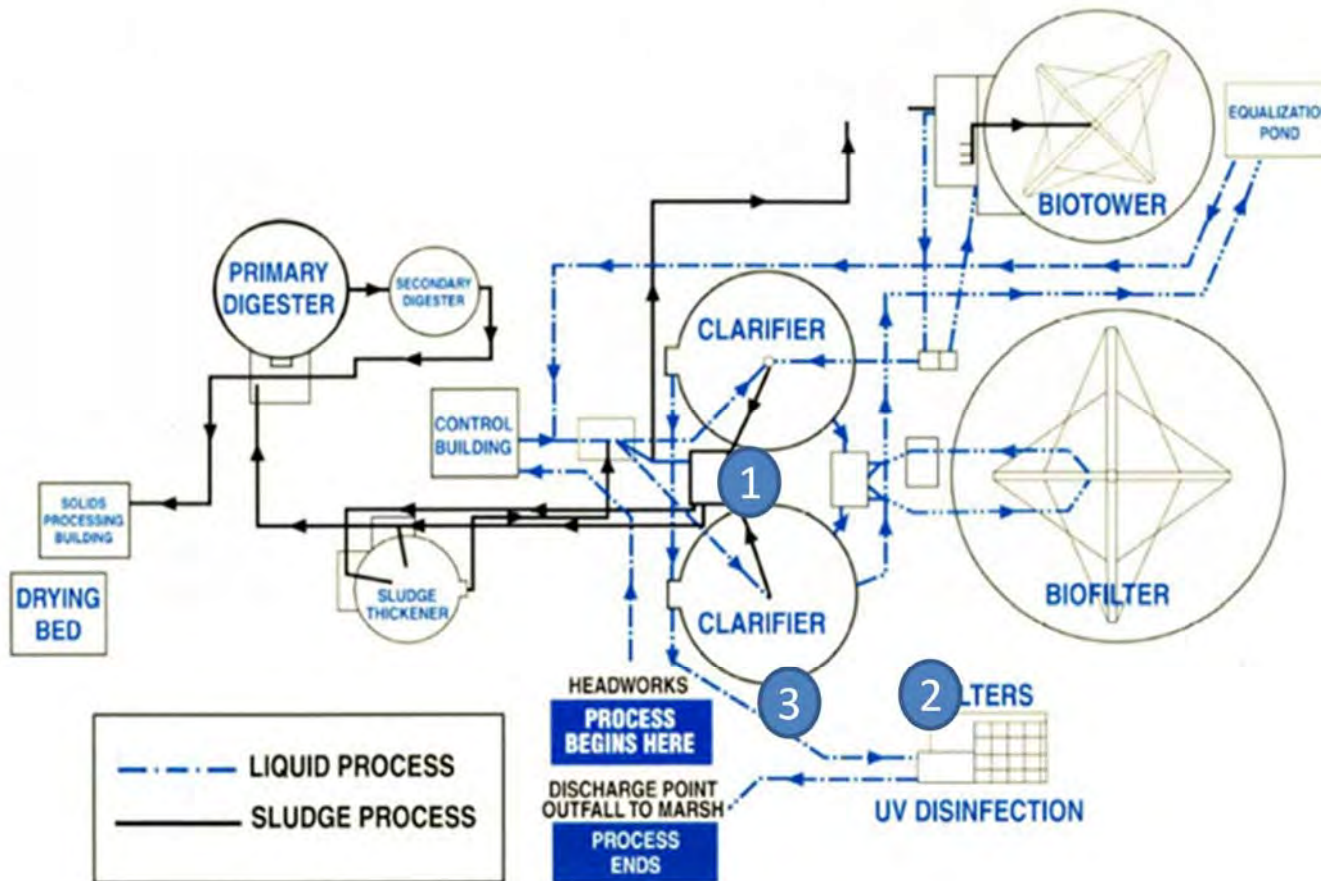 EQUALIZATION
POND
BIOTOWER
PRIMARY
DIGESTER
SECONDARY
DIGESTER
CLARIFIER
CONTROL
BUILDING
1
SOLIDS
PROCESSING
BUILDING
DRYING
BED
SLUDGE
THICKENER
BIOFILTER
CLARIFIER
HEADWORKS
PROCESS
BEGINS HERE
3
2
LTERS
LIQUID PROCESS
SLUDGE PROCESS
DISCHARGE POINT
OUTFALL TO MARSH
PROCESS
ENDS
UV DISINFECTION